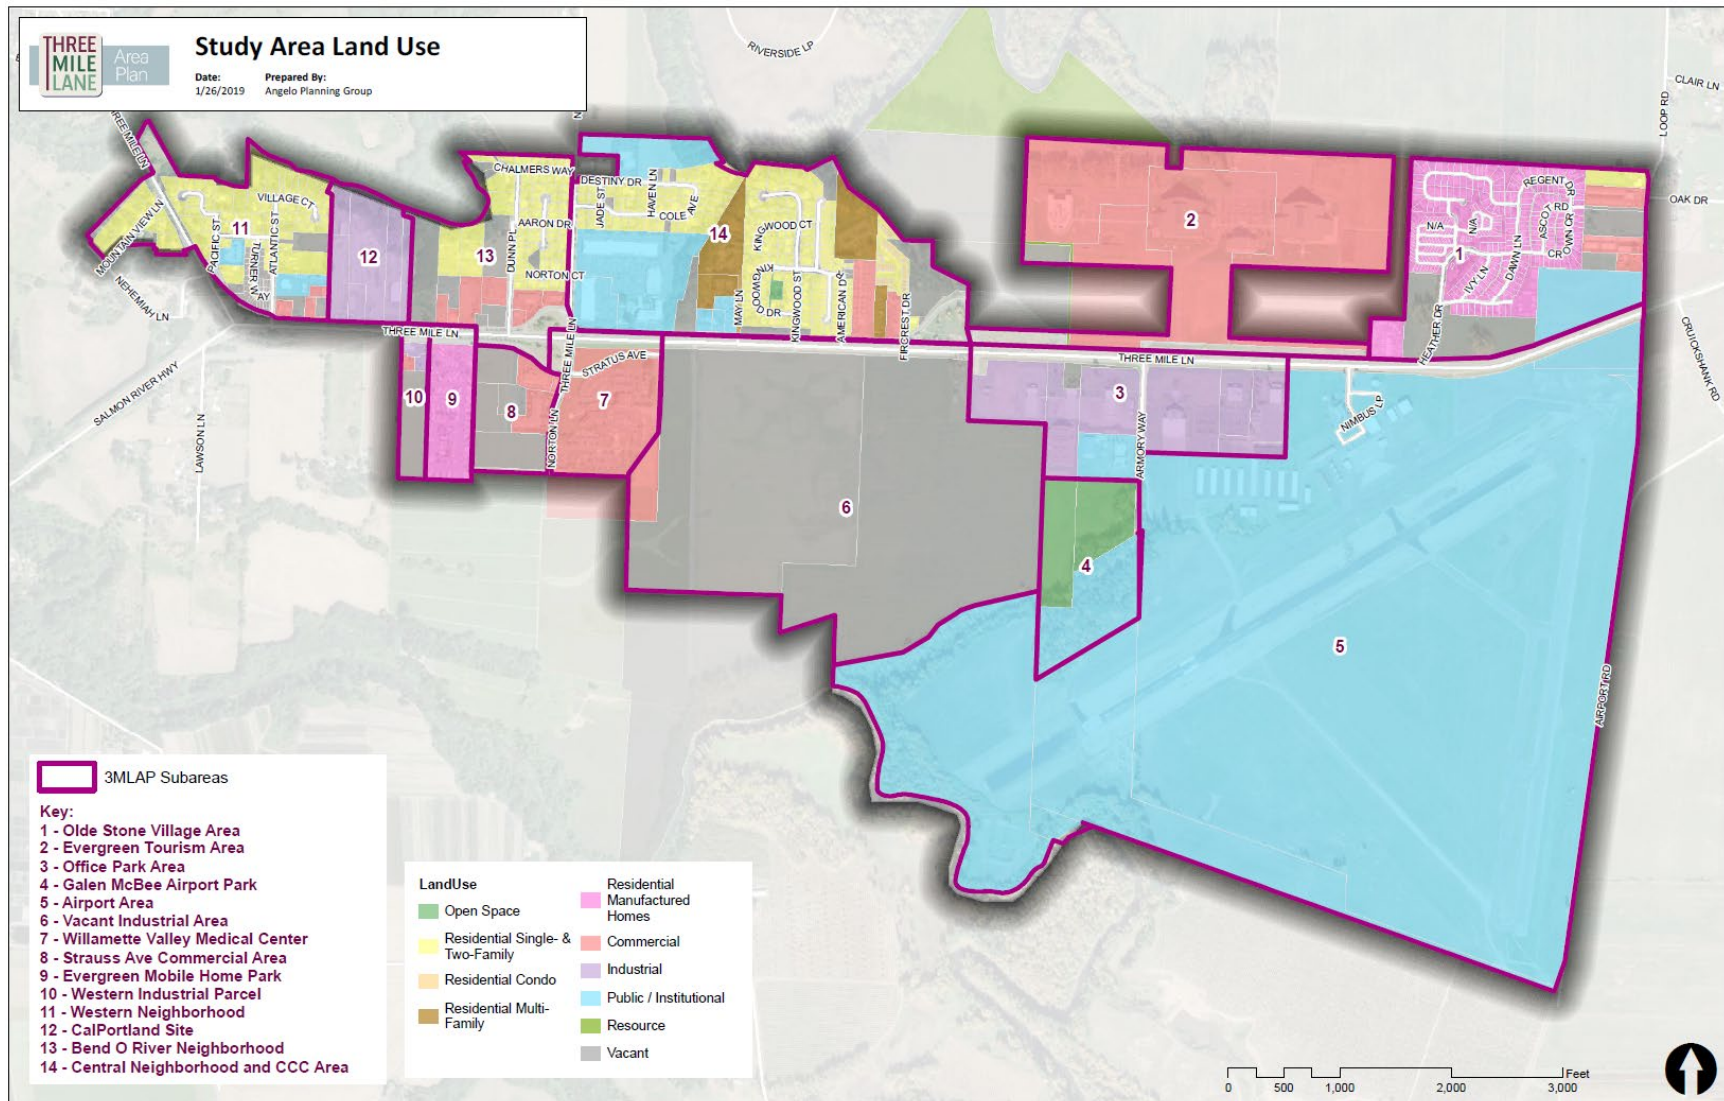 THREE
MILE
LANE
Area
Plan
Study Area Land Use
Date:
Prepared By:
1/26/2019
Angelo Planning Group
RIVERSIDE LP
CLAIR LN
LOOP RD
OAK DR
CRUICKSHANK RD
AIRPORT RD
MOUNTAIN VIEW LN
NEHEMIAH LN
SALMON RIVER HWY
LAWSON LN
PACIFIC ST
VILLAGE CT
ATLANTIC ST
11
12
13
CHALMERS WAY
DUNN PL
AARON DR
NORTON CT
DESTINY DR
JADE ST
HAVEN LN
COLE AVE
14
KINGWOOD CT
KINGWOOD DR
MAY LN
KINGWOOD ST
AMERICAN DR
FIRCREST DR
2
REGENT DR
N/A
N/A
ASCOT
RD
DAWN LN
CR
1
IVY LN
HEATHER DR
THREE MILE LN
THREE MILE LN
THREE MILE LN
STRATUS AVE
NORTON LN
10
9
8
7
6
3
ARMORY WAY
4
NIMBUS LP
5
3MLAP Subareas
Key:
1 - Olde Stone Village Area
2 - Evergreen Tourism Area
3 - Office Park Area
4 - Galen McBee Airport Park
5 - Airport Area
6 - Vacant Industrial Area
7 - Willamette Valley Medical Center
8 - Strauss Ave Commercial Area
9 - Evergreen Mobile Home Park
10 - Western Industrial Parcel
11 - Western Neighborhood
12 - CalPortland Site
13 - Bend O River Neighborhood
14 - Central Neighborhood and CCC Area
LandUse
Open Space
Residential Single- &
Two-Family
Residential Condo
Residential Multi-
Family
Residential
Manufactured
Homes
Commercial
Industrial
Public / Institutional
Resource
Vacant
Feet
0
500
1,000
2,000
3,000